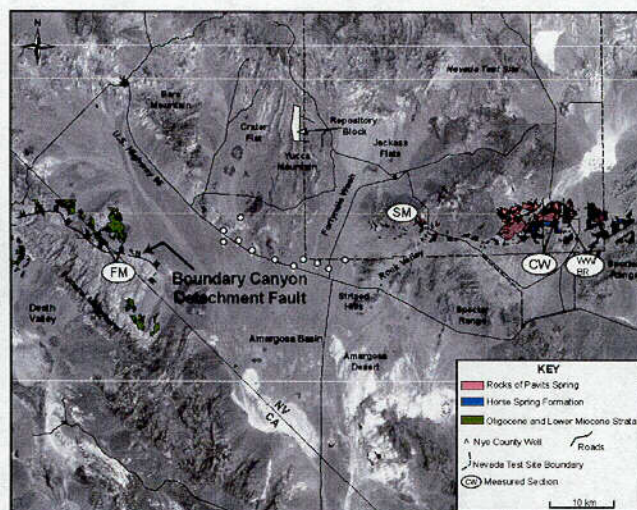 N
Nevada Test Site
Bare
Mountain
Crater
Flat
Repository
Block
Yucca
Mountain
Jackass
Flats
U.S. Highway 95
Fortymile Wash
SM
Rock Valley
CW
WW
BR
Specter
Range
FM
Boundary Canyon
Detachment Fault
Death
Valley
Striped
Hills
Specter
Range
Amargosa Basin
Amargosa
Desert
NV
CA
KEY
Rocks of Pavits Spring
Horse Spring Formation
Oligocene and Lower Miocene Strata
Nye County Well
Roads
Nevada Test Site Boundary
CW Measured Section
10 km